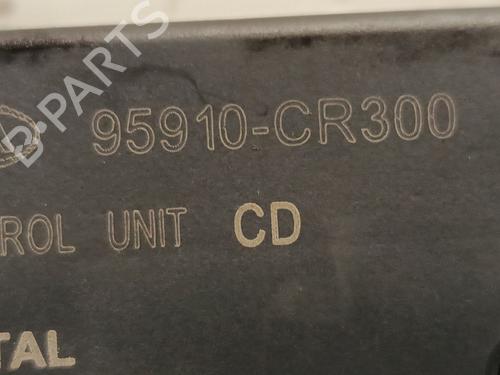 95910-CR300
ROL UNIT CD
TAL
B-PARTS